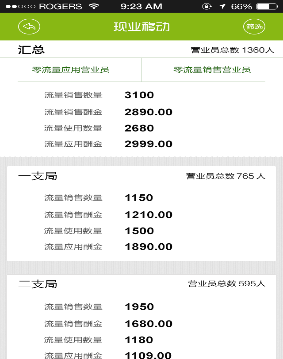 ROGERS 9:23 AM 66%
现业移动 筛选
汇总 营业员总数 1360人
零流量应用营业员 零流量销售营业员
流量销售数量 3100
流量销售酬金 2890.00
流量使用数量 2680
流量应用酬金 2999.00
一支局 营业员总数 765人
流量销售数量 1150
流量销售酬金 1210.00
流量使用数量 1500
流量应用酬金 1890.00
二支局 营业员总数 595人
流量销售数量 1950
流量销售酬金 1680.00
流量使用数量 1180
流量应用酬金 1109.00